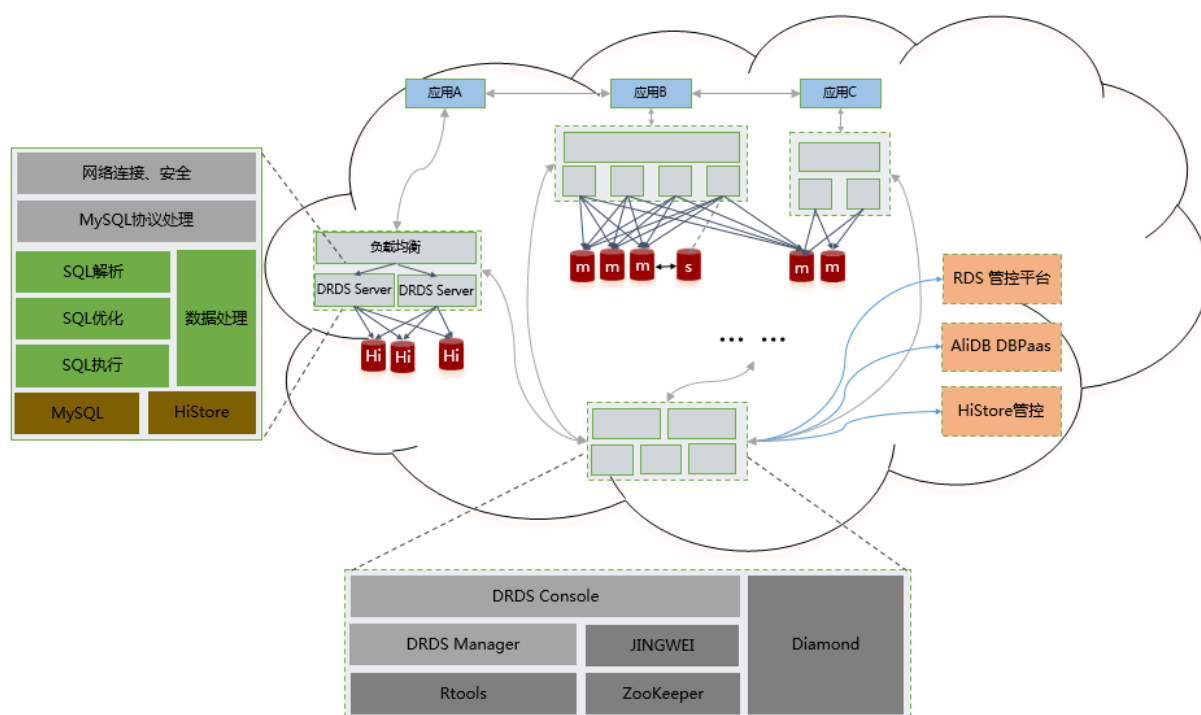 应用A
应用B
应用C
网络连接、安全
MySQL协议处理
SQL解析
SQL优化
SQL执行
数据处理
MySQL
HiStore
负载均衡
DRDS Server
DRDS Server
Hi
Hi
Hi
m
m
m
s
m
m
... ...
RDS 管控平台
AliDB DBPaas
HiStore管控
DRDS Console
DRDS Manager
JINGWEI
Diamond
Rtools
ZooKeeper